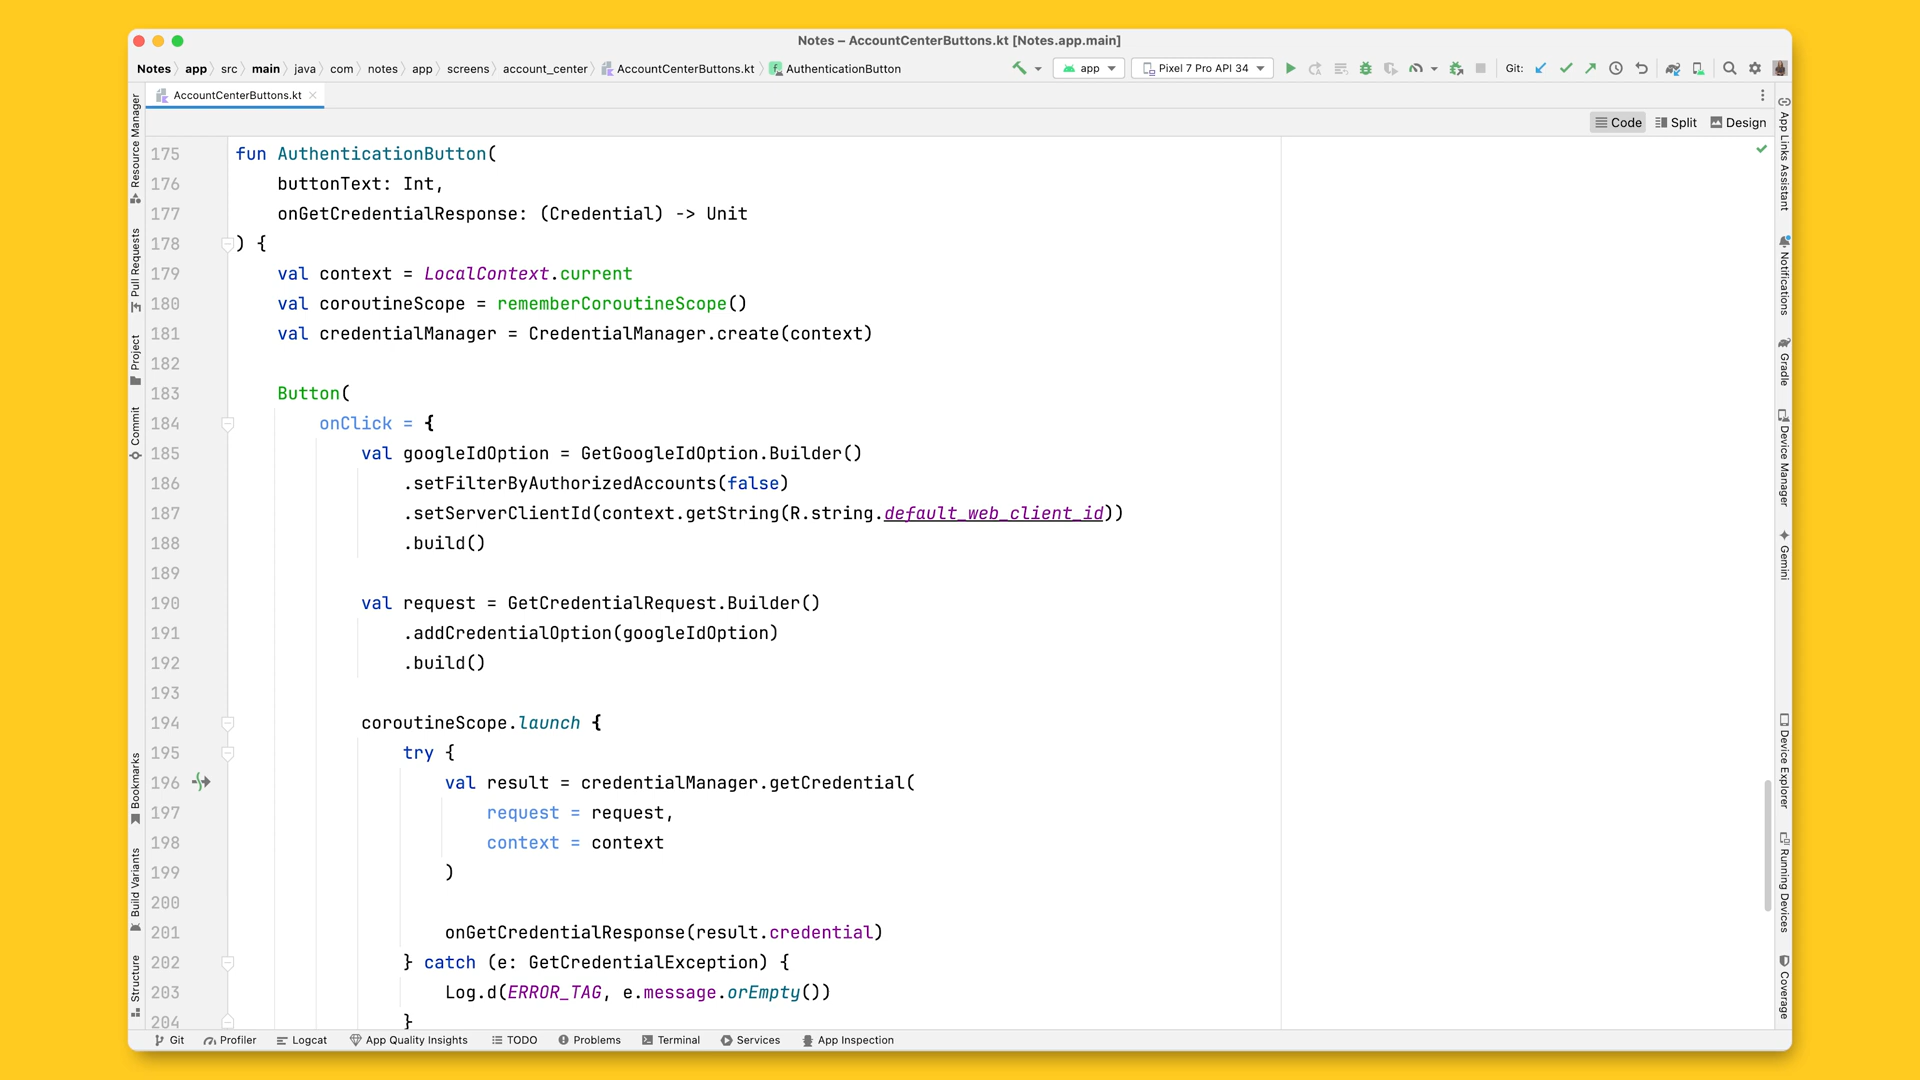 Notes – AccountCenterButtons.kt [Notes.app.main]
Notes app src main java com notes app screens account_center AccountCenterButtons.kt AuthenticationButton
app Pixel 7 Pro API 34 Git:
AccountCenterButtons.kt
Code Split Design
Resource Manager
Pull Requests
Project
Commit
Bookmarks
Build Variants
Structure
175 fun AuthenticationButton(
176 buttonText: Int,
177 onGetCredentialResponse: (Credential) -> Unit
178 ) {
179 val context = LocalContext.current
180 val coroutineScope = rememberCoroutineScope()
181 val credentialManager = CredentialManager.create(context)
182
183 Button(
184 onClick = {
185 val googleIdOption = GetGoogleIdOption.Builder()
186 .setFilterByAuthorizedAccounts(false)
187 .setServerClientId(context.getString(R.string.default_web_client_id))
188 .build()
189
190 val request = GetCredentialRequest.Builder()
191 .addCredentialOption(googleIdOption)
192 .build()
193
194 coroutineScope.launch {
195 try {
196 val result = credentialManager.getCredential(
197 request = request,
198 context = context
199 )
200
201 onGetCredentialResponse(result.credential)
202 } catch (e: GetCredentialException) {
203 Log.d(ERROR_TAG, e.message.orEmpty())
204 }
App Links Assistant
Notifications
Gradle
Device Manager
Gemini
Device Explorer
Running Devices
Coverage
Git Profiler Logcat App Quality Insights TODO Problems Terminal Services App Inspection